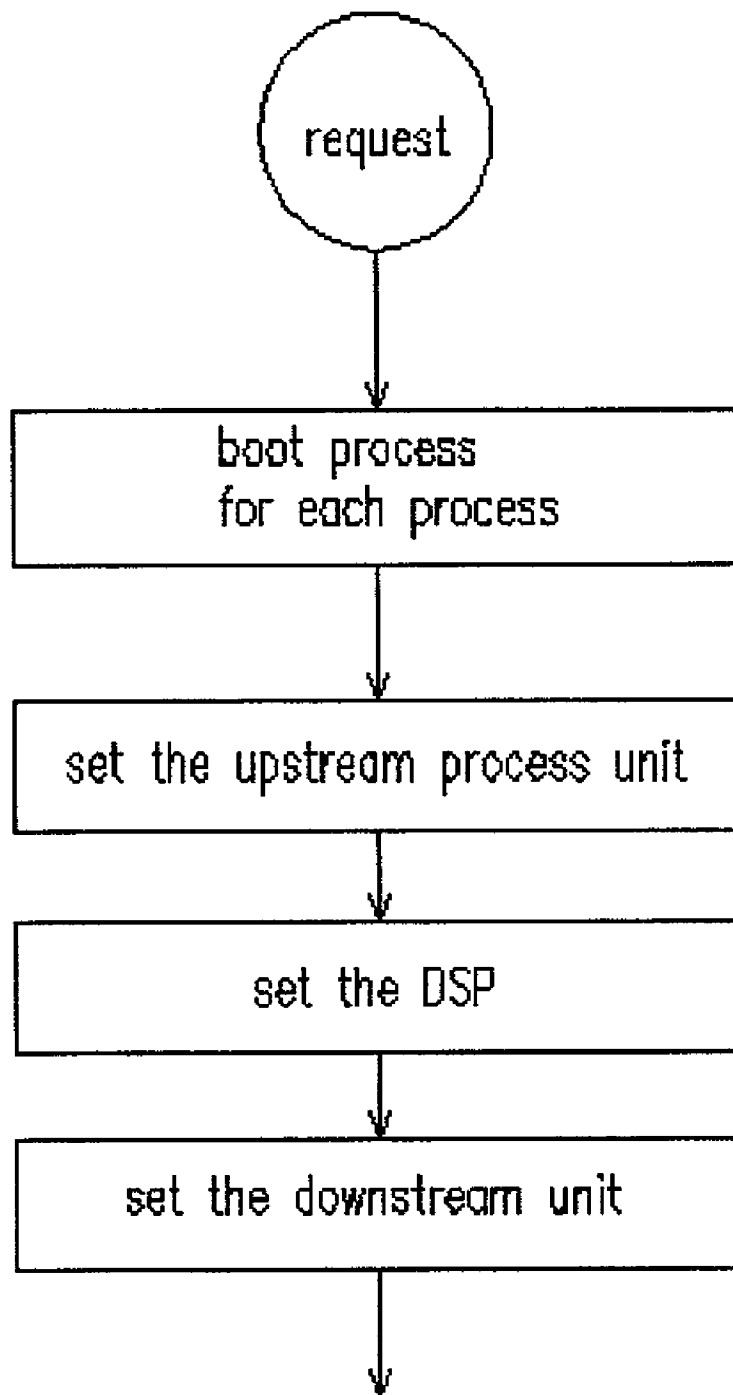 request
boot process
for each process
set the upstream process unit
set the DSP
set the downstream unit